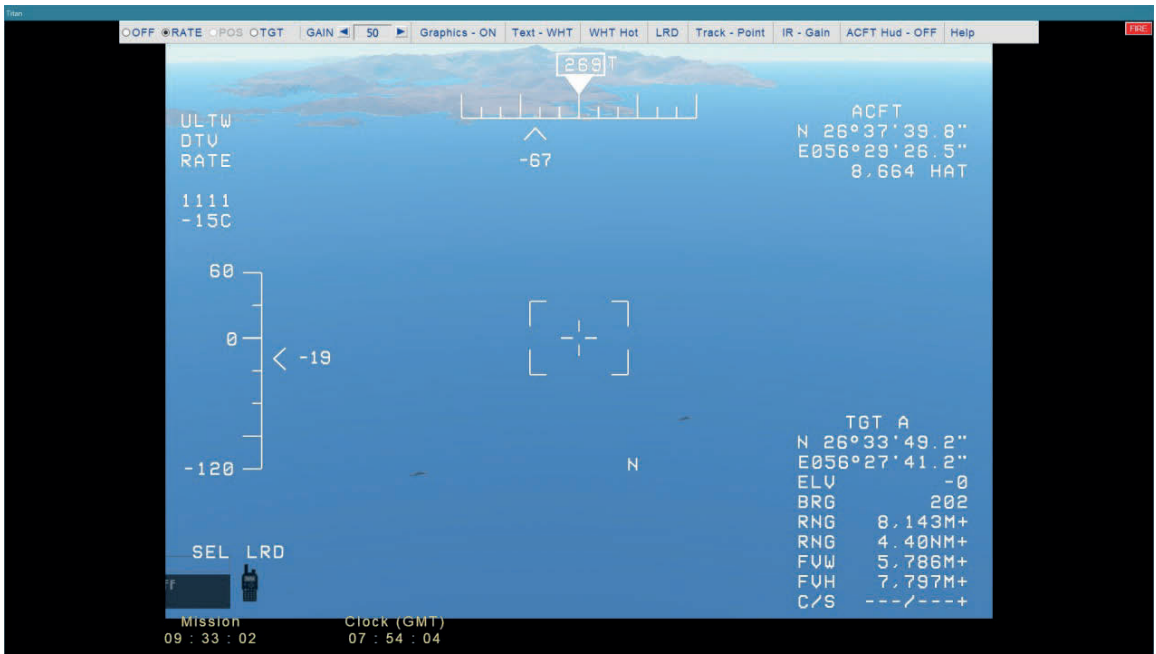 Titan
OFF RATE POS TGT GAIN 50 Graphics - ON Text - WHT WHT Hot LRD Track - Point IR - Gain ACFT Hud - OFF Help FIRE
269T
ULTW
DTV
RATE
1111
-15C
-67
ACFT
N 26°37'39.8"
E056°29'26.5"
8,664 HAT
60
0
-19
-120
N
TGT A
N 26°33'49.2"
E056°27'41.2"
ELV -0
BRG 202
RNG 8,143M+
RNG 4.40NM+
FVW 5,786M+
FVH 7,797M+
C/S ---/---+
SEL LRD
Mission Clock (GMT)
09 : 33 : 02 07 : 54 : 04